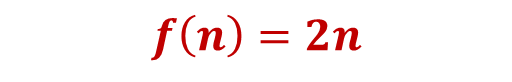 f(n) = 2n